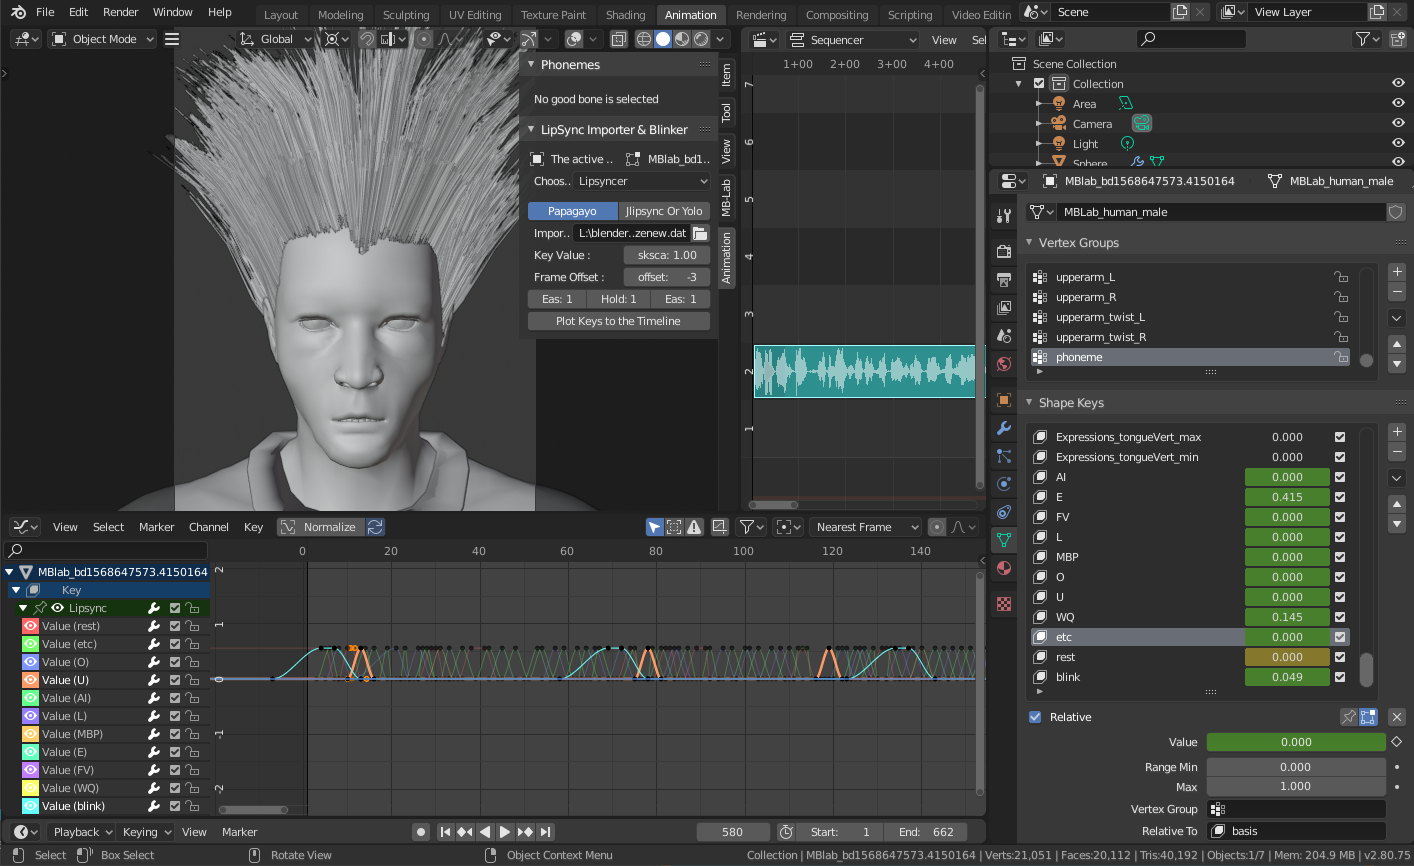 File Edit Render Window Help Layout Modeling Sculpting UV Editing Texture Paint Shading Animation Rendering Compositing Scripting Video Editin Scene View Layer
Object Mode Global Sequencer View Se
Phonemes
No good bone is selected
LipSync Importer & Blinker
The active .. MBlab_bd1..
Choos.. Lipsyncer
Papagayo Jlipsync Or Yolo
Impor.. L:\blender..zenew.dat
Key Value : sksca: 1.00
Frame Offset : offset: -3
Eas: 1 Hold: 1 Eas: 1
Plot Keys to the Timeline
Item
Tool
View
MB-Lab
Animation
1+00 2+00 3+00 4+00
7
6
5
4
3
2
1
Scene Collection
Collection
Area
Camera
Light
Sphere
MBlab_bd1568647573.4150164 MBLab_human_male
MBLab_human_male
Vertex Groups
upperarm_L
upperarm_R
upperarm_twist_L
upperarm_twist_R
phoneme
Shape Keys
Expressions_tongueVert_max 0.000
Expressions_tongueVert_min 0.000
AI 0.000
E 0.415
FV 0.000
L 0.000
MBP 0.000
O 0.000
U 0.000
WQ 0.145
etc 0.000
rest 0.000
blink 0.049
Relative
Value 0.000
Range Min 0.000
Max 1.000
Vertex Group
Relative To basis
View Select Marker Channel Key Normalize Nearest Frame
0 20 40 60 80 100 120 140
2
1
0
-1
-2
MBlab_bd1568647573.4150164
Key
Lipsync
Value (rest)
Value (etc)
Value (O)
Value (U)
Value (AI)
Value (L)
Value (MBP)
Value (E)
Value (FV)
Value (WQ)
Value (blink)
Playback Keying View Marker 580 Start: 1 End: 662
Select Box Select Rotate View Object Context Menu Collection | MBlab_bd1568647573.4150164 | Verts:21,051 | Faces:20,112 | Tris:40,192 | Objects:1/7 | Mem: 204.9 MB | v2.80.75